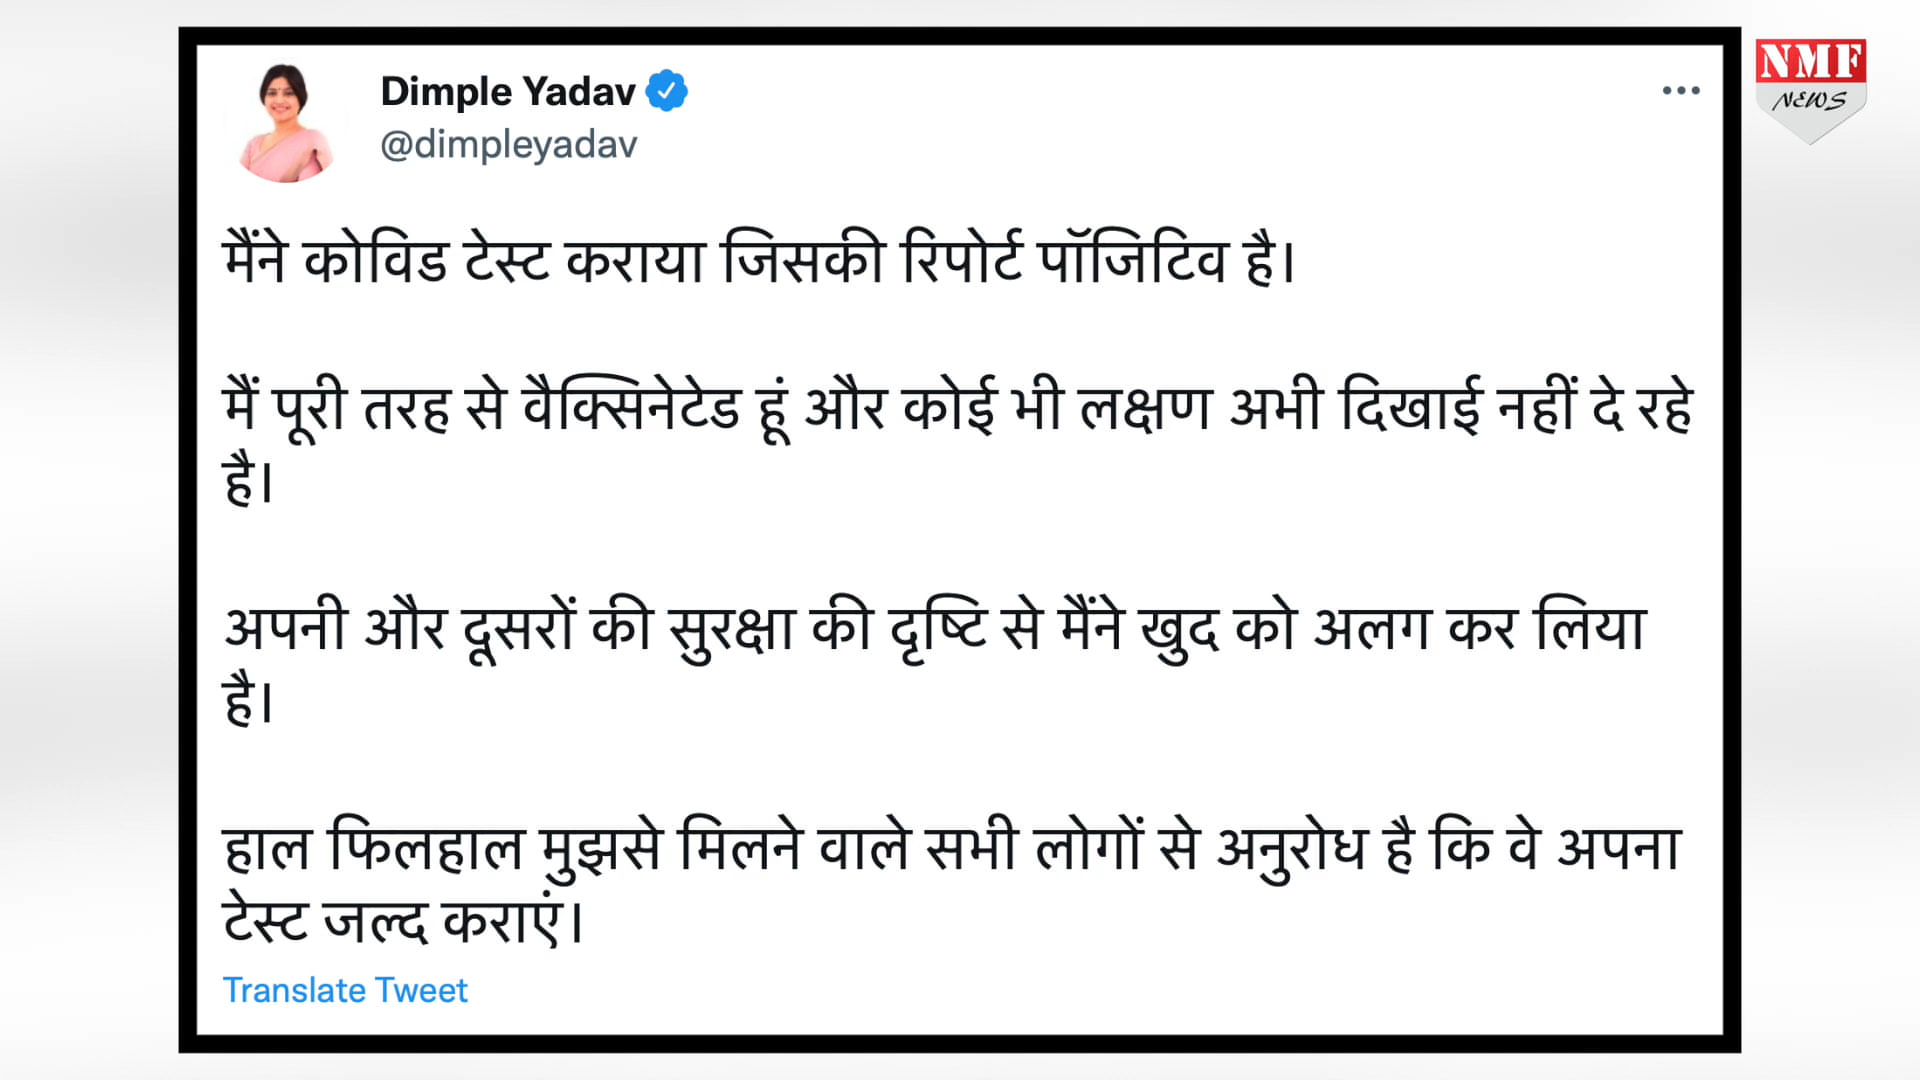 Dimple Yadav
@dimpleyadav
NMF
NEWS
मैंने कोविड टेस्ट कराया जिसकी रिपोर्ट पॉजिटिव है।
मैं पूरी तरह से वैक्सिनेटेड हूं और कोई भी लक्षण अभी दिखाई नहीं दे रहे
है।
अपनी और दूसरों की सुरक्षा की दृष्टि से मैंने खुद को अलग कर लिया
है।
हाल फिलहाल मुझसे मिलने वाले सभी लोगों से अनुरोध है कि वे अपना
टेस्ट जल्द कराएं।
Translate Tweet